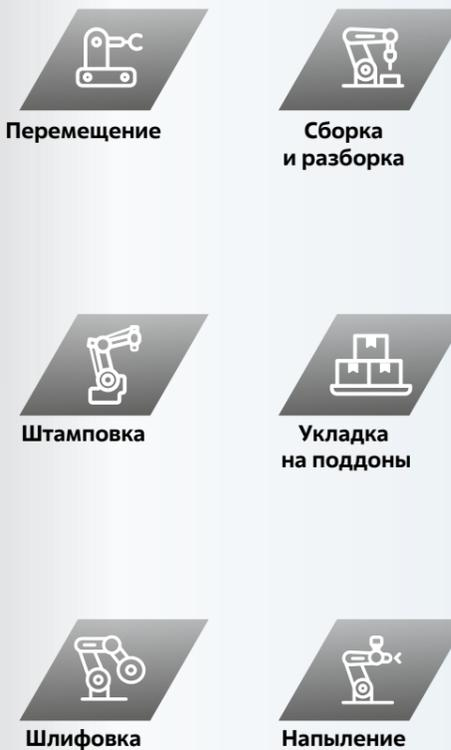 Перемещение
Сборка
и разборка
Штамповка
Укладка
на поддоны
Шлифовка
Напыление